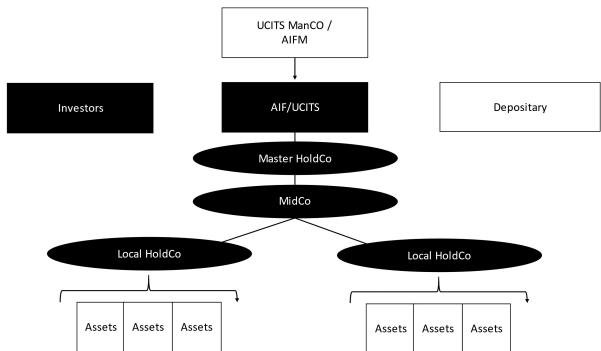 UCITS ManCO /
AIFM
Investors
AIF/UCITS
Depositary
Master HoldCo
MidCo
Local HoldCo
Local HoldCo
Assets Assets Assets
Assets Assets Assets